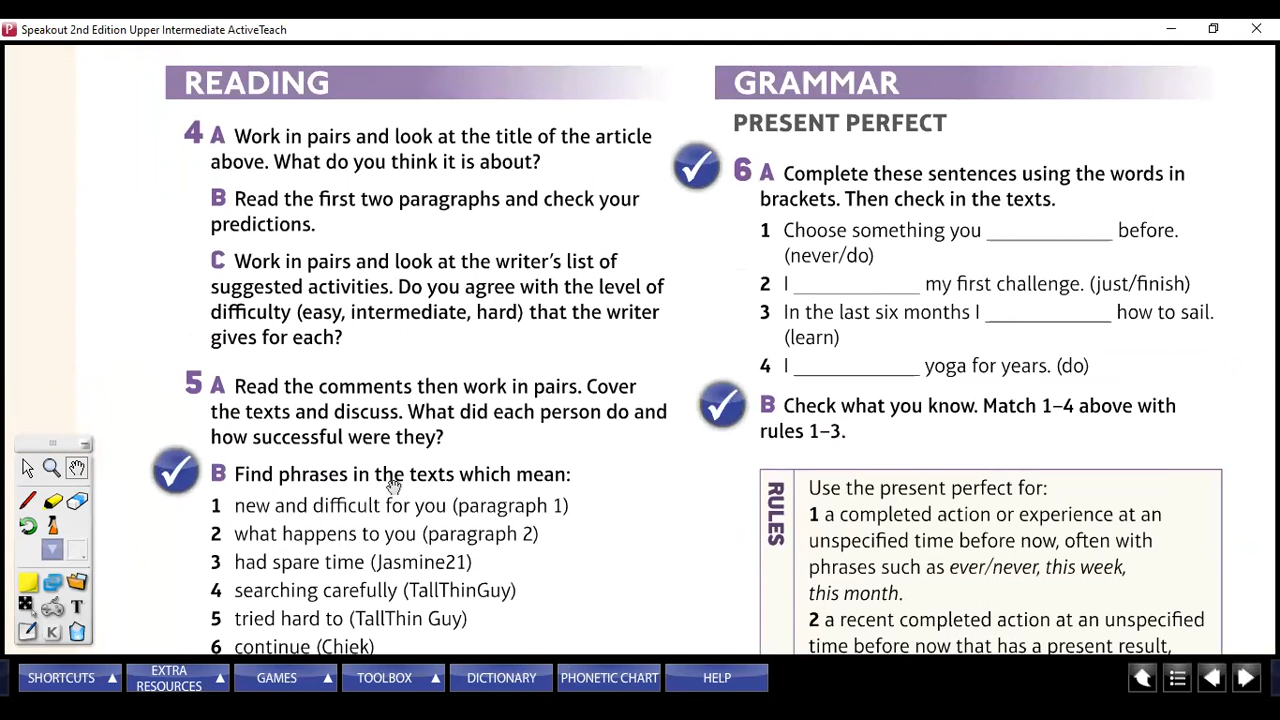 Speakout 2nd Edition Upper Intermediate ActiveTeach
READING
4 A Work in pairs and look at the title of the article
above. What do you think it is about?
B Read the first two paragraphs and check your
predictions.
C Work in pairs and look at the writer's list of
suggested activities. Do you agree with the level of
difficulty (easy, intermediate, hard) that the writer
gives for each?
5 A Read the comments then work in pairs. Cover
the texts and discuss. What did each person do and
how successful were they?
B Find phrases in the texts which mean:
1 new and difficult for you (paragraph 1)
2 what happens to you (paragraph 2)
3 had spare time (Jasmine21)
4 searching carefully (TallThinGuy)
5 tried hard to (TallThin Guy)
6 continue (Chiek)
GRAMMAR
PRESENT PERFECT
6 A Complete these sentences using the words in
brackets. Then check in the texts.
1 Choose something you ____________ before.
(never/do)
2 I ____________ my first challenge. (just/finish)
3 In the last six months I ____________ how to sail.
(learn)
4 I ____________ yoga for years. (do)
B Check what you know. Match 1–4 above with
rules 1–3.
RULES
Use the present perfect for:
1 a completed action or experience at an
unspecified time before now, often with
phrases such as ever/never, this week,
this month.
2 a recent completed action at an unspecified
time before now that has a present result,
T
K
SHORTCUTS
EXTRA
RESOURCES
GAMES
TOOLBOX
DICTIONARY
PHONETIC CHART
HELP